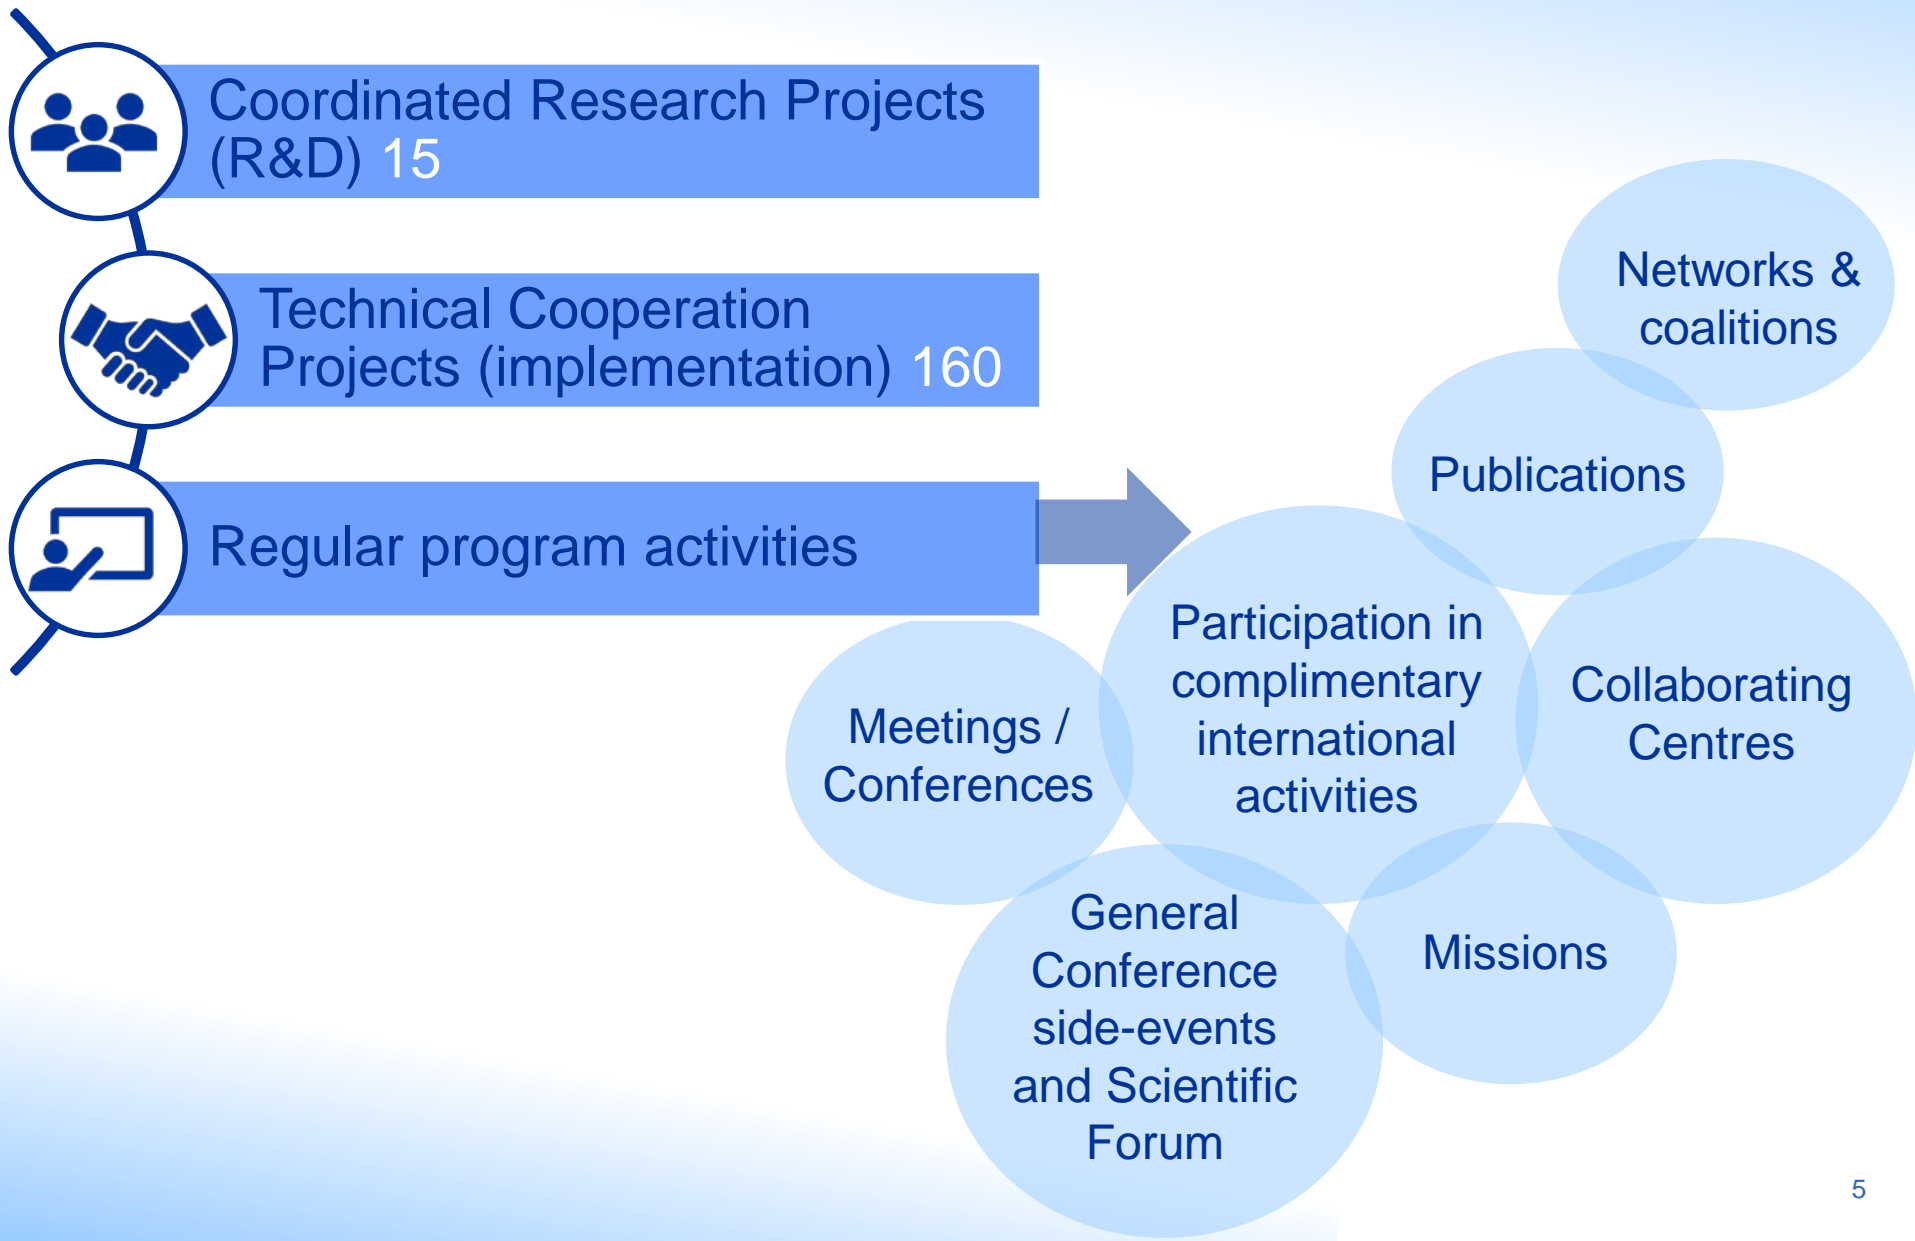 Coordinated Research Projects
(R&D) 15
Technical Cooperation
Projects (implementation) 160
Regular program activities
Networks &
coalitions
Publications
Participation in
complimentary
international
activities
Collaborating
Centres
Meetings /
Conferences
General
Conference
side-events
and Scientific
Forum
Missions
5